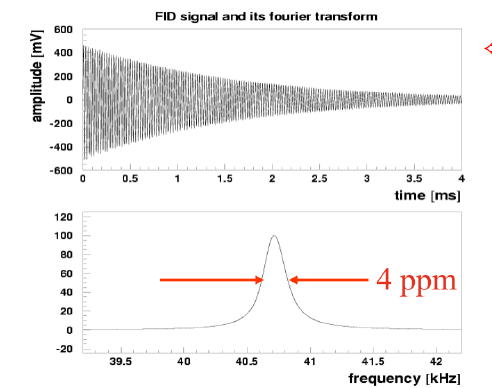 FID signal and its fourier transform
amplitude [mV]
600
400
200
0
-200
-400
-600
0 0.5 1 1.5 2 2.5 3 3.5 4
time [ms]
120
100
80
60
40
20
0
-20
4 ppm
39.5 40 40.5 41 41.5 42
frequency [kHz]